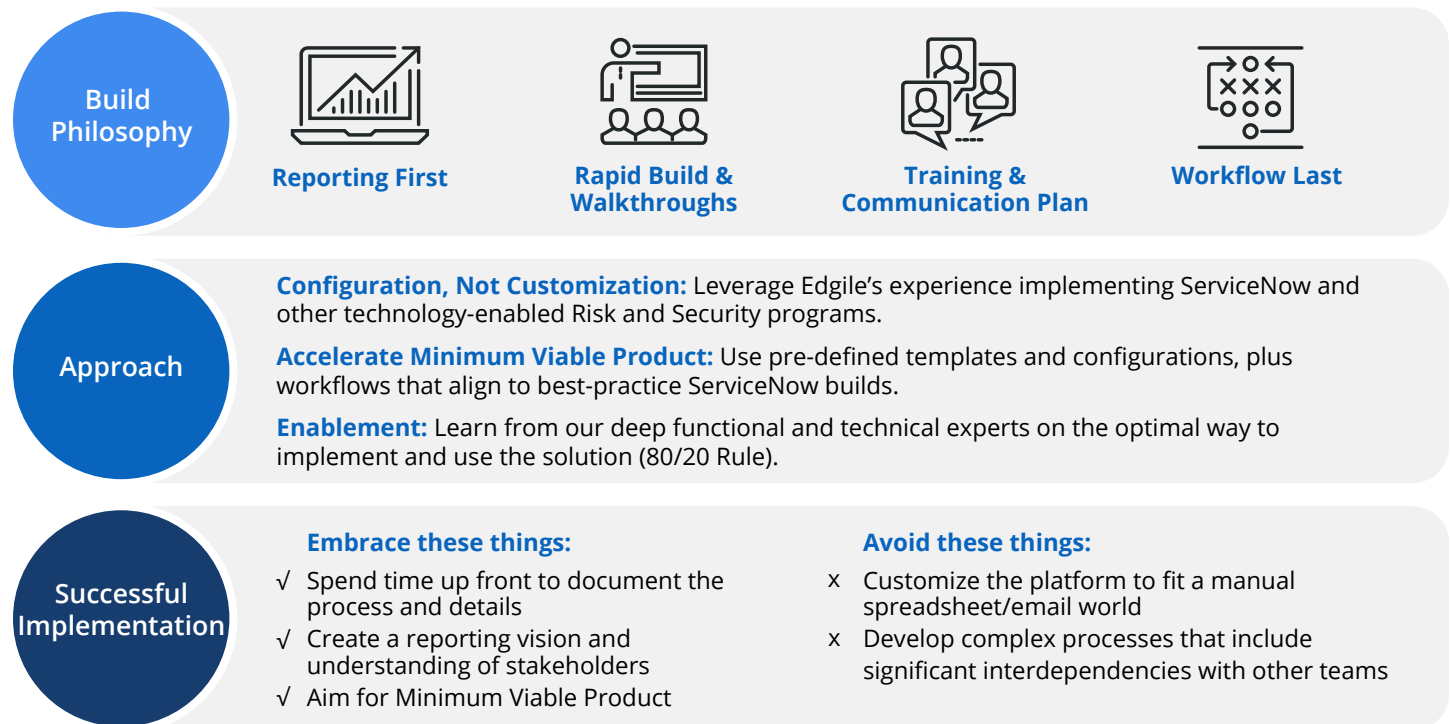 Build
Philosophy
Reporting First
Rapid Build &
Walkthroughs
Training &
Communication Plan
Workflow Last
Approach
Configuration, Not Customization: Leverage Edgile’s experience implementing ServiceNow and
other technology-enabled Risk and Security programs.
Accelerate Minimum Viable Product: Use pre-defined templates and configurations, plus
workflows that align to best-practice ServiceNow builds.
Enablement: Learn from our deep functional and technical experts on the optimal way to
implement and use the solution (80/20 Rule).
Successful
Implementation
Embrace these things:
√ Spend time up front to document the
process and details
√ Create a reporting vision and
understanding of stakeholders
√ Aim for Minimum Viable Product
Avoid these things:
x Customize the platform to fit a manual
spreadsheet/email world
x Develop complex processes that include
significant interdependencies with other teams